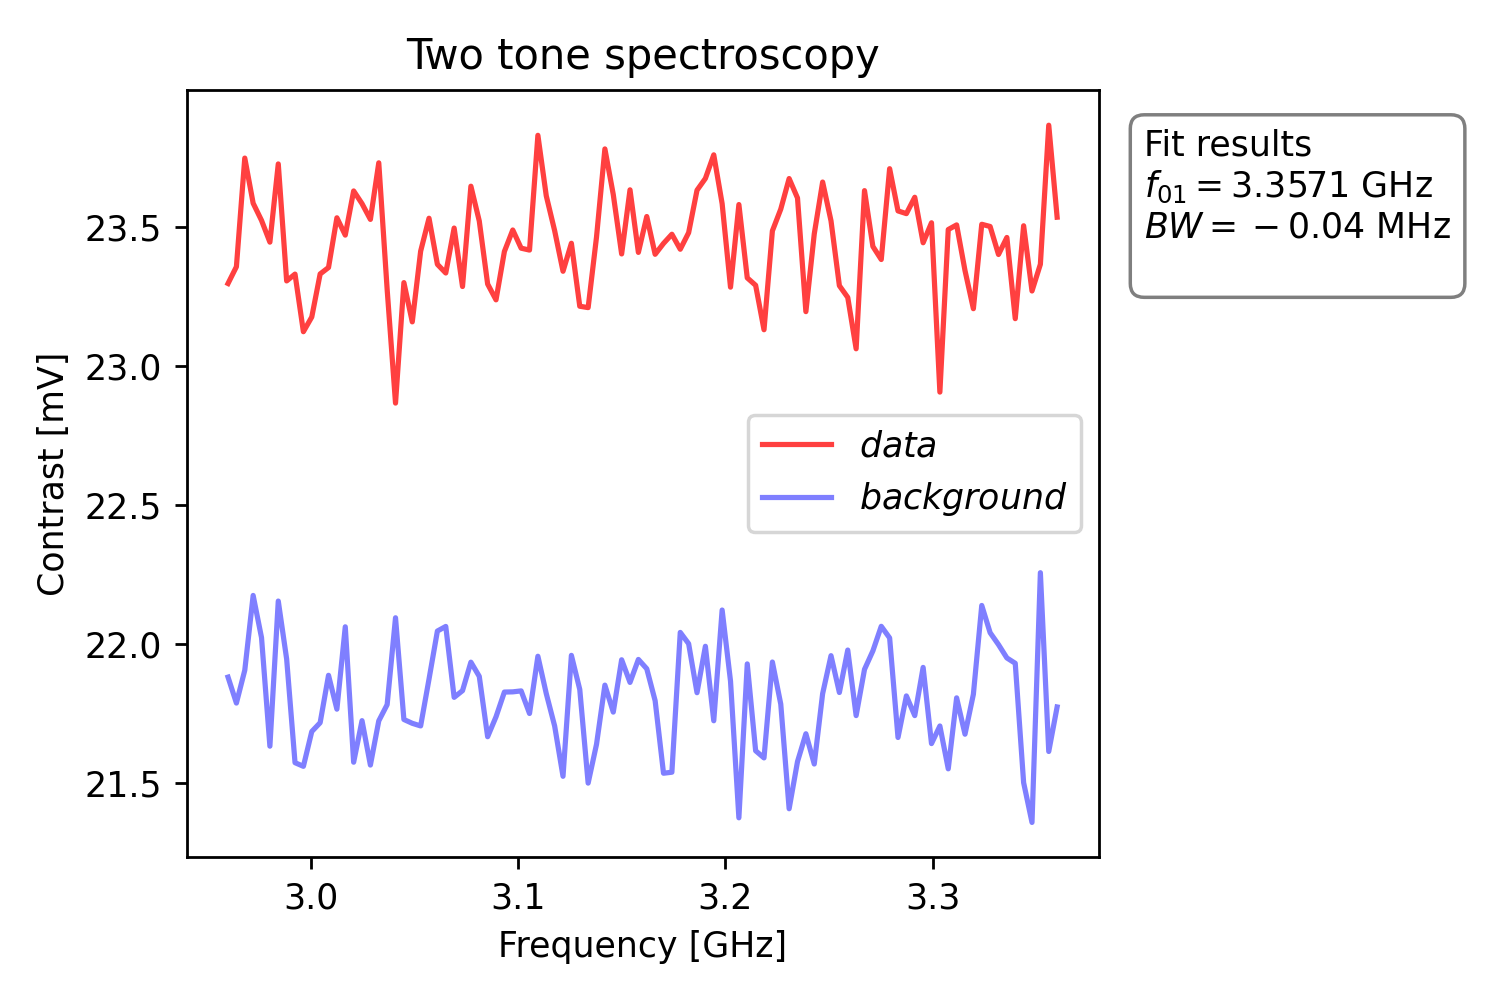 Two tone spectroscopy
Fit results
f01 = 3.3571 GHz
BW = − 0.04 MHz
Contrast [mV]
23.5
23.0
22.5
22.0
21.5
data
background
3.0 3.1 3.2 3.3
Frequency [GHz]